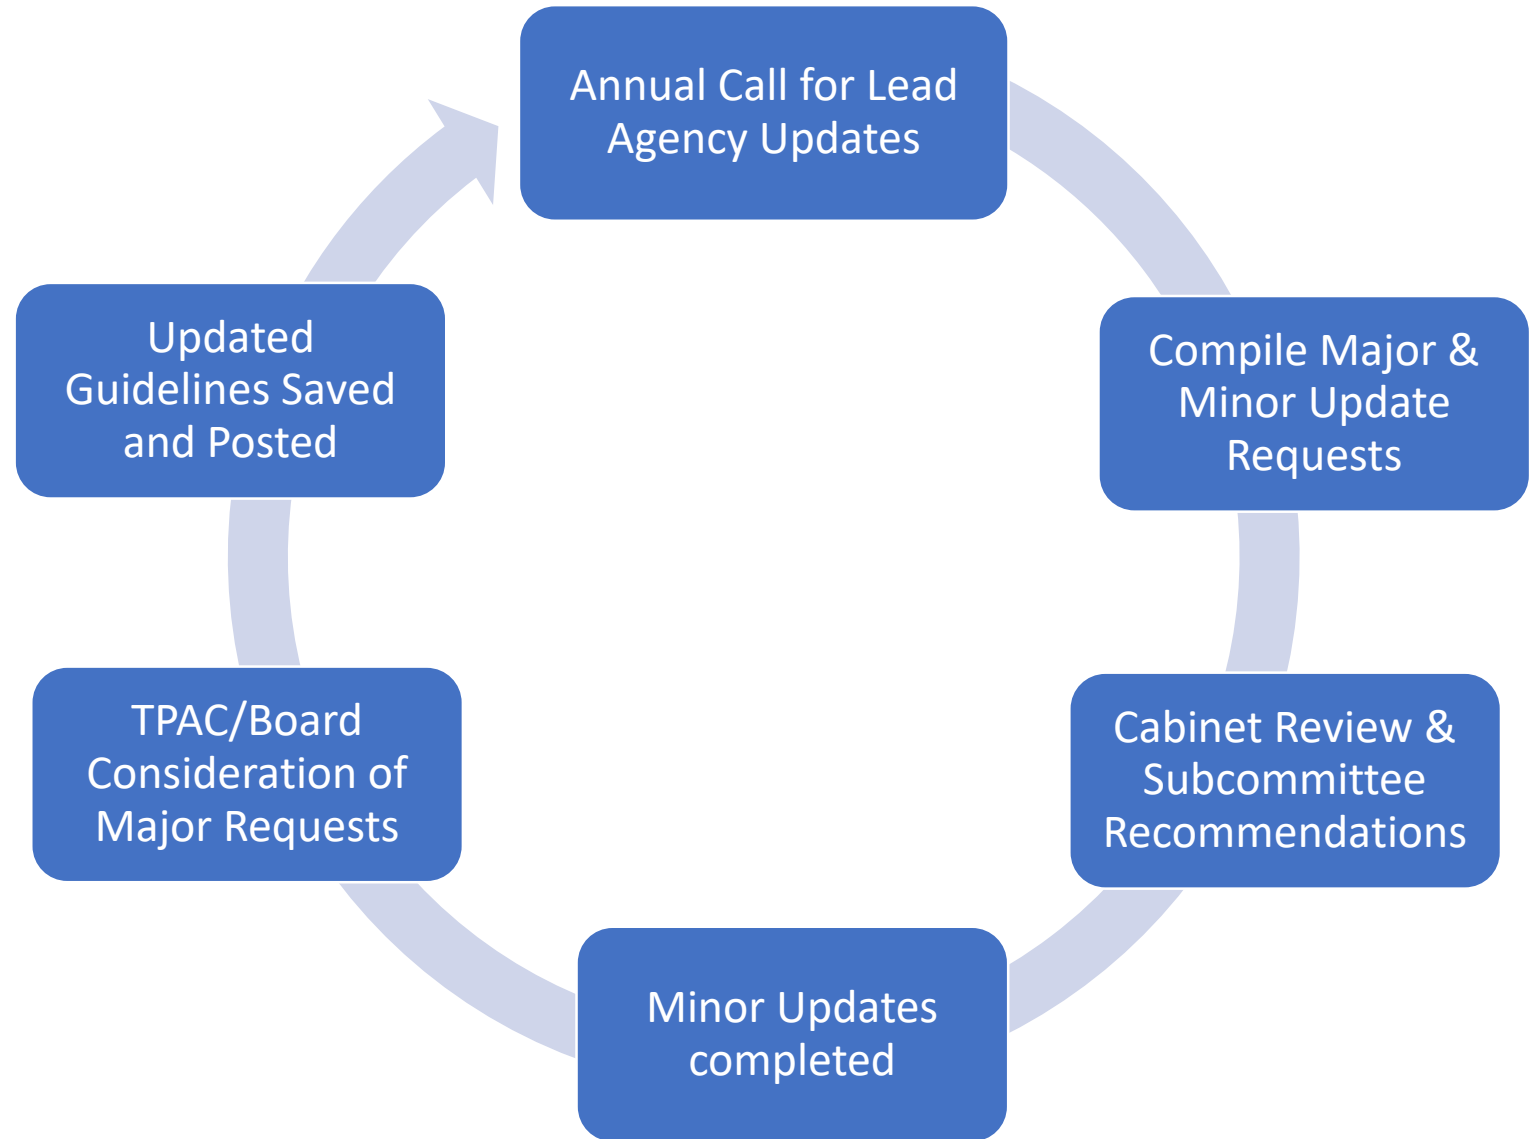 Annual Call for Lead
Agency Updates
Compile Major &
Minor Update
Requests
Cabinet Review &
Subcommittee
Recommendations
Minor Updates
completed
TPAC/Board
Consideration of
Major Requests
Updated
Guidelines Saved
and Posted